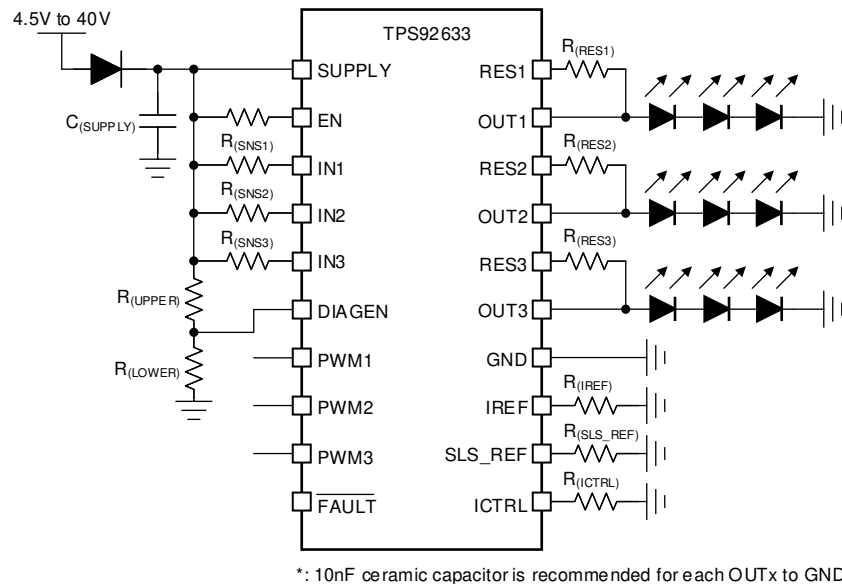 4.5V to 40V
TPS92633
SUPPLY
EN
IN1
IN2
IN3
DIAGEN
PWM1
PWM2
PWM3
FAULT
RES1
OUT1
RES2
OUT2
RES3
OUT3
GND
IREF
SLS_REF
ICTRL
C(SUPPLY)
R(SNS1)
R(SNS2)
R(SNS3)
R(UPPER)
R(LOWER)
R(RES1)
R(RES2)
R(RES3)
R(IREF)
R(SLS_REF)
R(ICTRL)
*: 10nF ceramic capacitor is recommended for each OUTx to GND